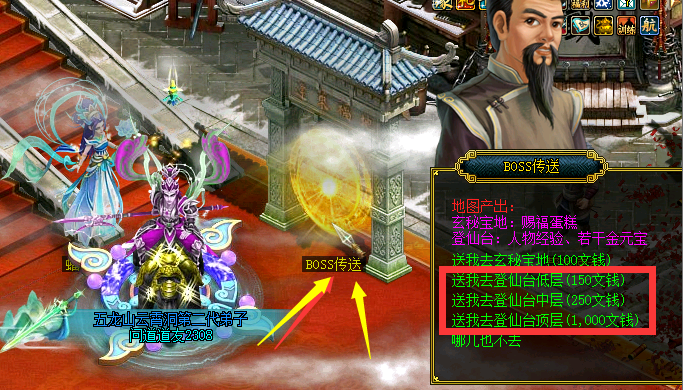 福利
训练
航
BOSS传送
地图产出:
玄秘宝地: 赐福蛋糕
登仙台: 人物经验、若干金元宝
送我去玄秘宝地(100文钱)
送我去登仙台低层(150文钱)
送我去登仙台中层(250文钱)
送我去登仙台顶层(1,000文钱)
哪儿也不去
BOSS传送
五龙山云霄洞第二代弟子
问道道友2308